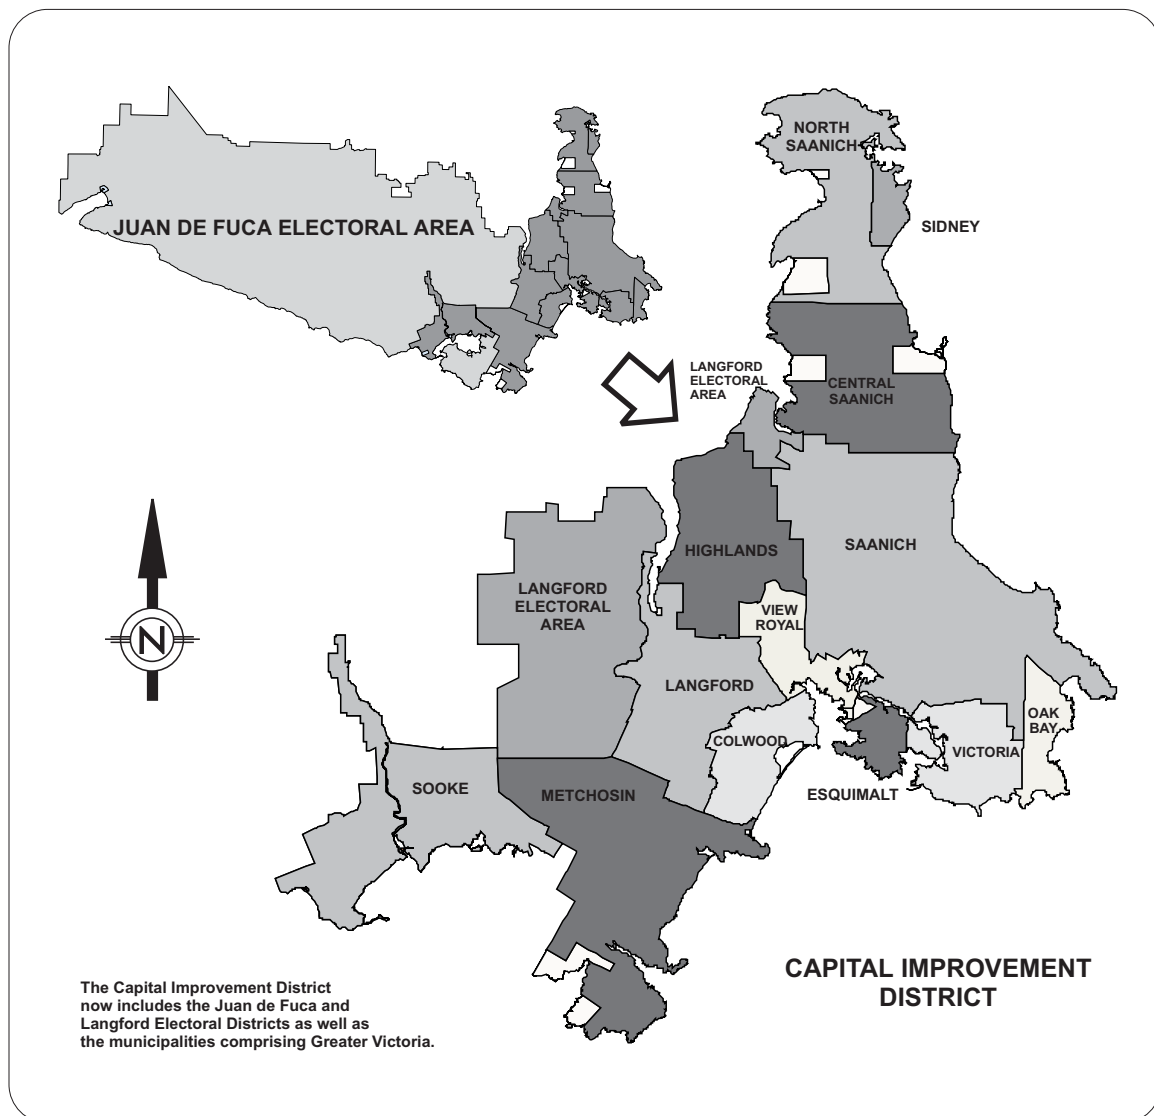 NORTH
SAANICH
JUAN DE FUCA ELECTORAL AREA
SIDNEY
LANGFORD
ELECTORAL
AREA
CENTRAL
SAANICH
HIGHLANDS
SAANICH
LANGFORD
ELECTORAL
AREA
VIEW
ROYAL
N
LANGFORD
OAK
BAY
COLWOOD
VICTORIA
SOOKE
METCHOSIN
ESQUIMALT
CAPITAL IMPROVEMENT
DISTRICT
The Capital Improvement District
now includes the Juan de Fuca and
Langford Electoral Districts as well as
the municipalities comprising Greater Victoria.